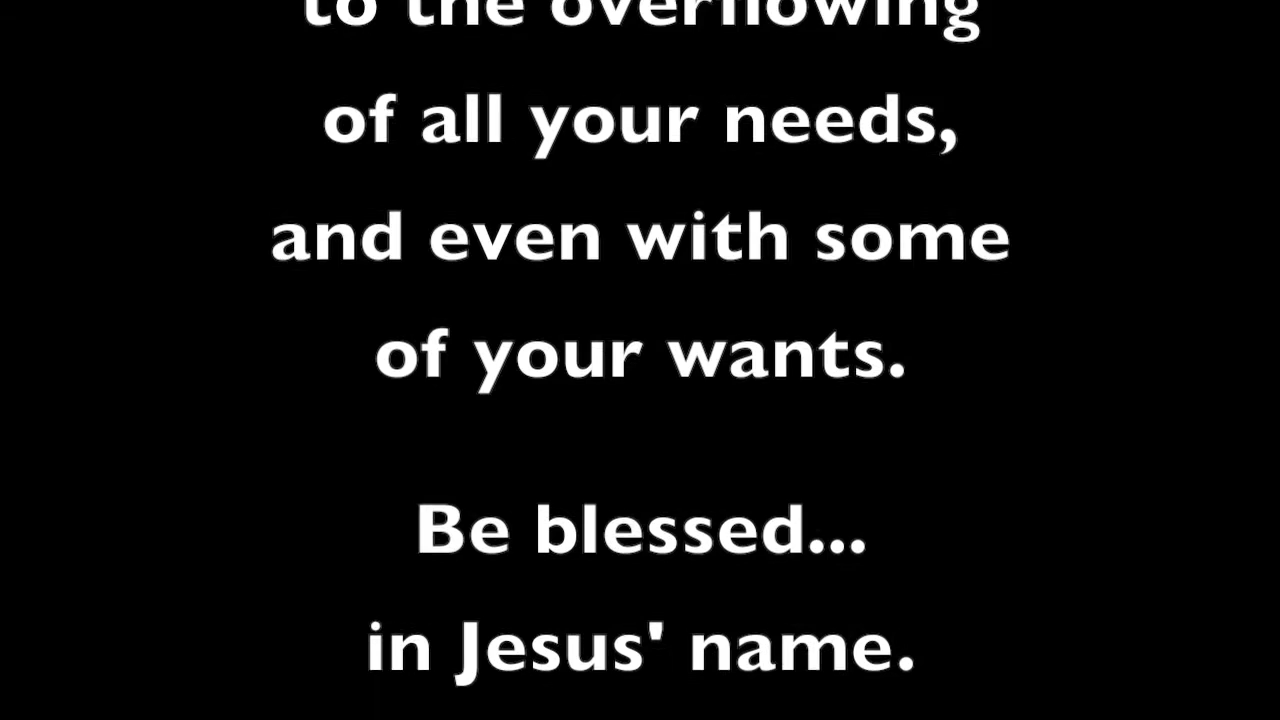 to the overflowing
of all your needs,
and even with some
of your wants.
Be blessed...
in Jesus' name.